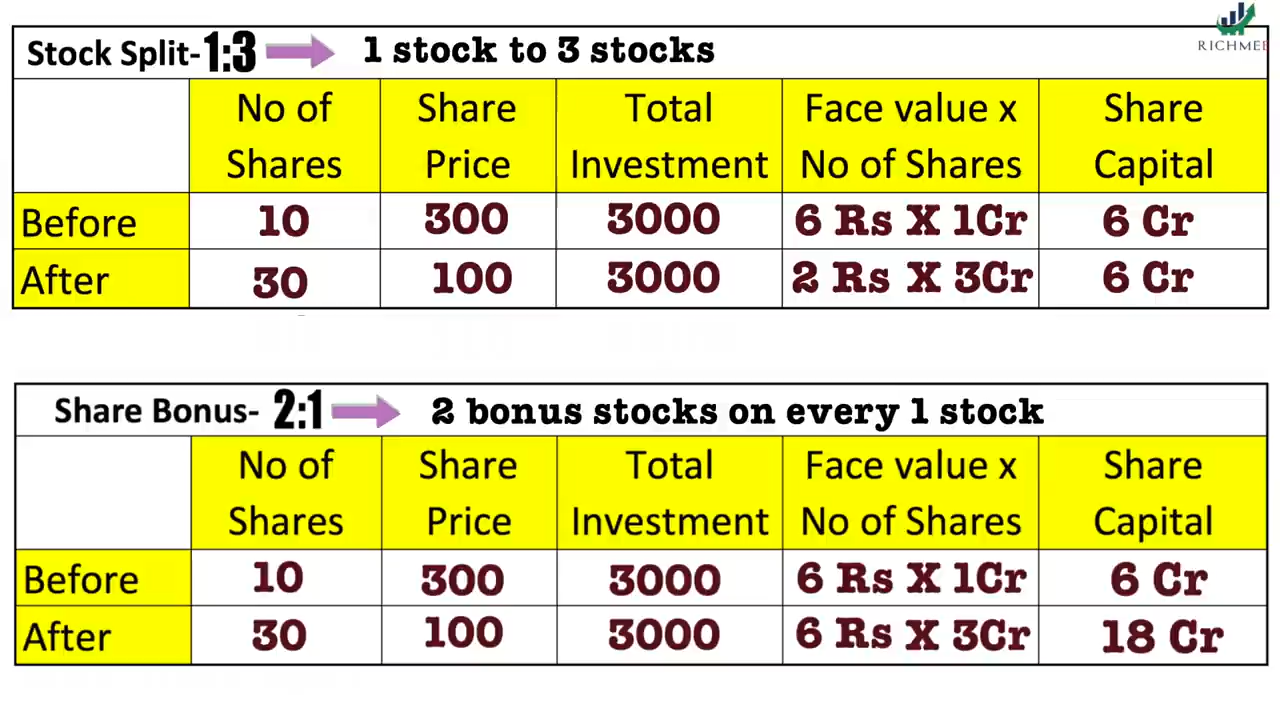 RICHME
Stock Split-1:3 1 stock to 3 stocks
No of Share Total Face value x Share
Shares Price Investment No of Shares Capital
Before 10 300 3000 6 Rs X 1Cr 6 Cr
After 30 100 3000 2 Rs X 3Cr 6 Cr
Share Bonus- 2:1 2 bonus stocks on every 1 stock
No of Share Total Face value x Share
Shares Price Investment No of Shares Capital
Before 10 300 3000 6 Rs X 1Cr 6 Cr
After 30 100 3000 6 Rs X 3Cr 18 Cr